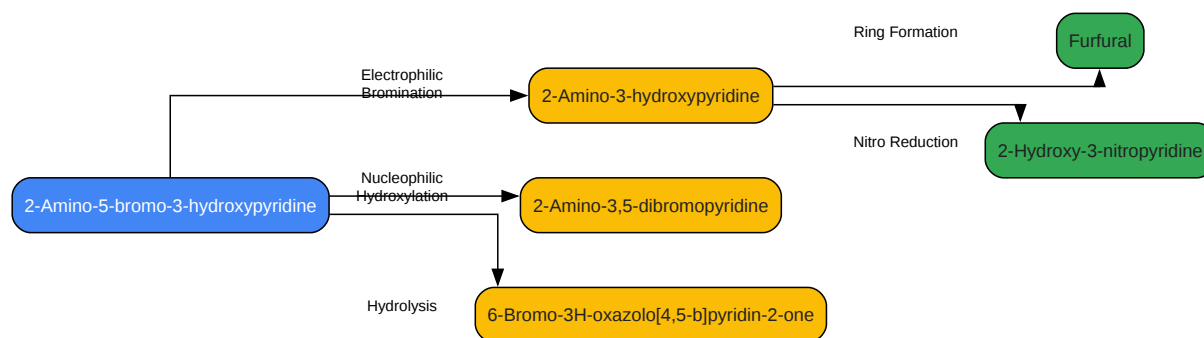 Ring Formation
Furfural
Electrophilic
Bromination
2-Amino-3-hydroxypyridine
Nitro Reduction
2-Hydroxy-3-nitropyridine
Nucleophilic
Hydroxylation
2-Amino-5-bromo-3-hydroxypyridine
2-Amino-3,5-dibromopyridine
Hydrolysis
6-Bromo-3H-oxazolo[4,5-b]pyridin-2-one